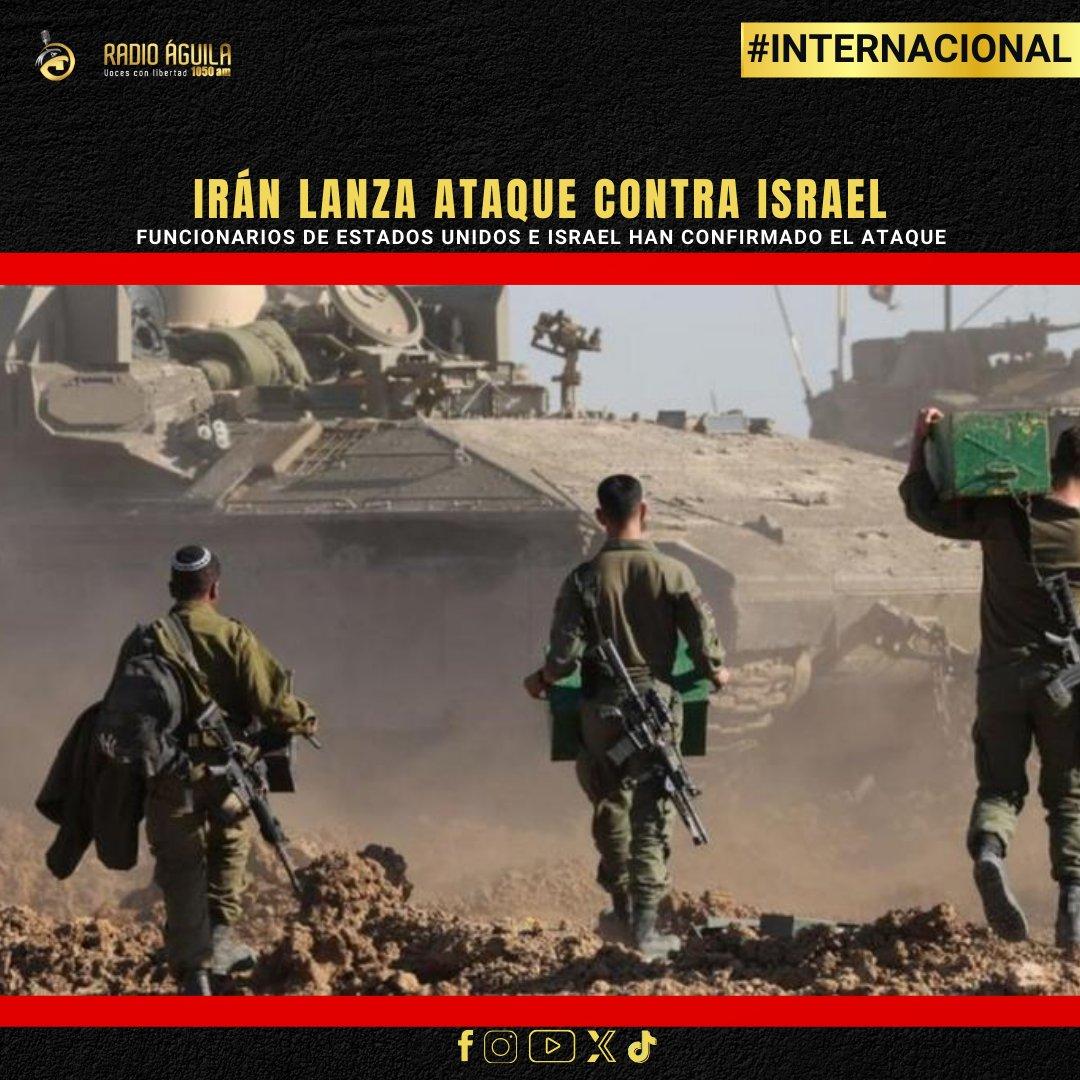 RADIO ÁGUILA
Voces con libertad 1050 am
#INTERNACIONAL
IRÁN LANZA ATAQUE CONTRA ISRAEL
FUNCIONARIOS DE ESTADOS UNIDOS E ISRAEL HAN CONFIRMADO EL ATAQUE